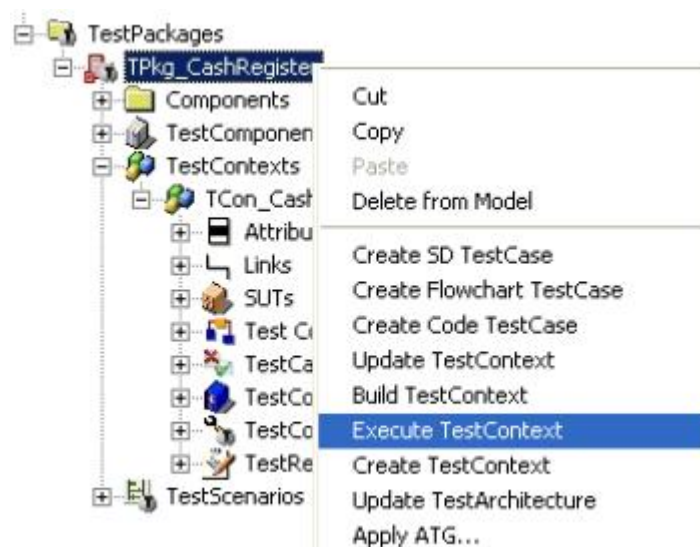 TestPackages
TPkg_CashRegister
Components
TestComponen
TestContexts
TCon_Cash
Attribu
Links
SUTs
Test Co
TestCa
TestCo
TestCo
TestRe
TestScenarios
Cut
Copy
Paste
Delete from Model
Create SD TestCase
Create Flowchart TestCase
Create Code TestCase
Update TestContext
Build TestContext
Execute TestContext
Create TestContext
Update TestArchitecture
Apply ATG...